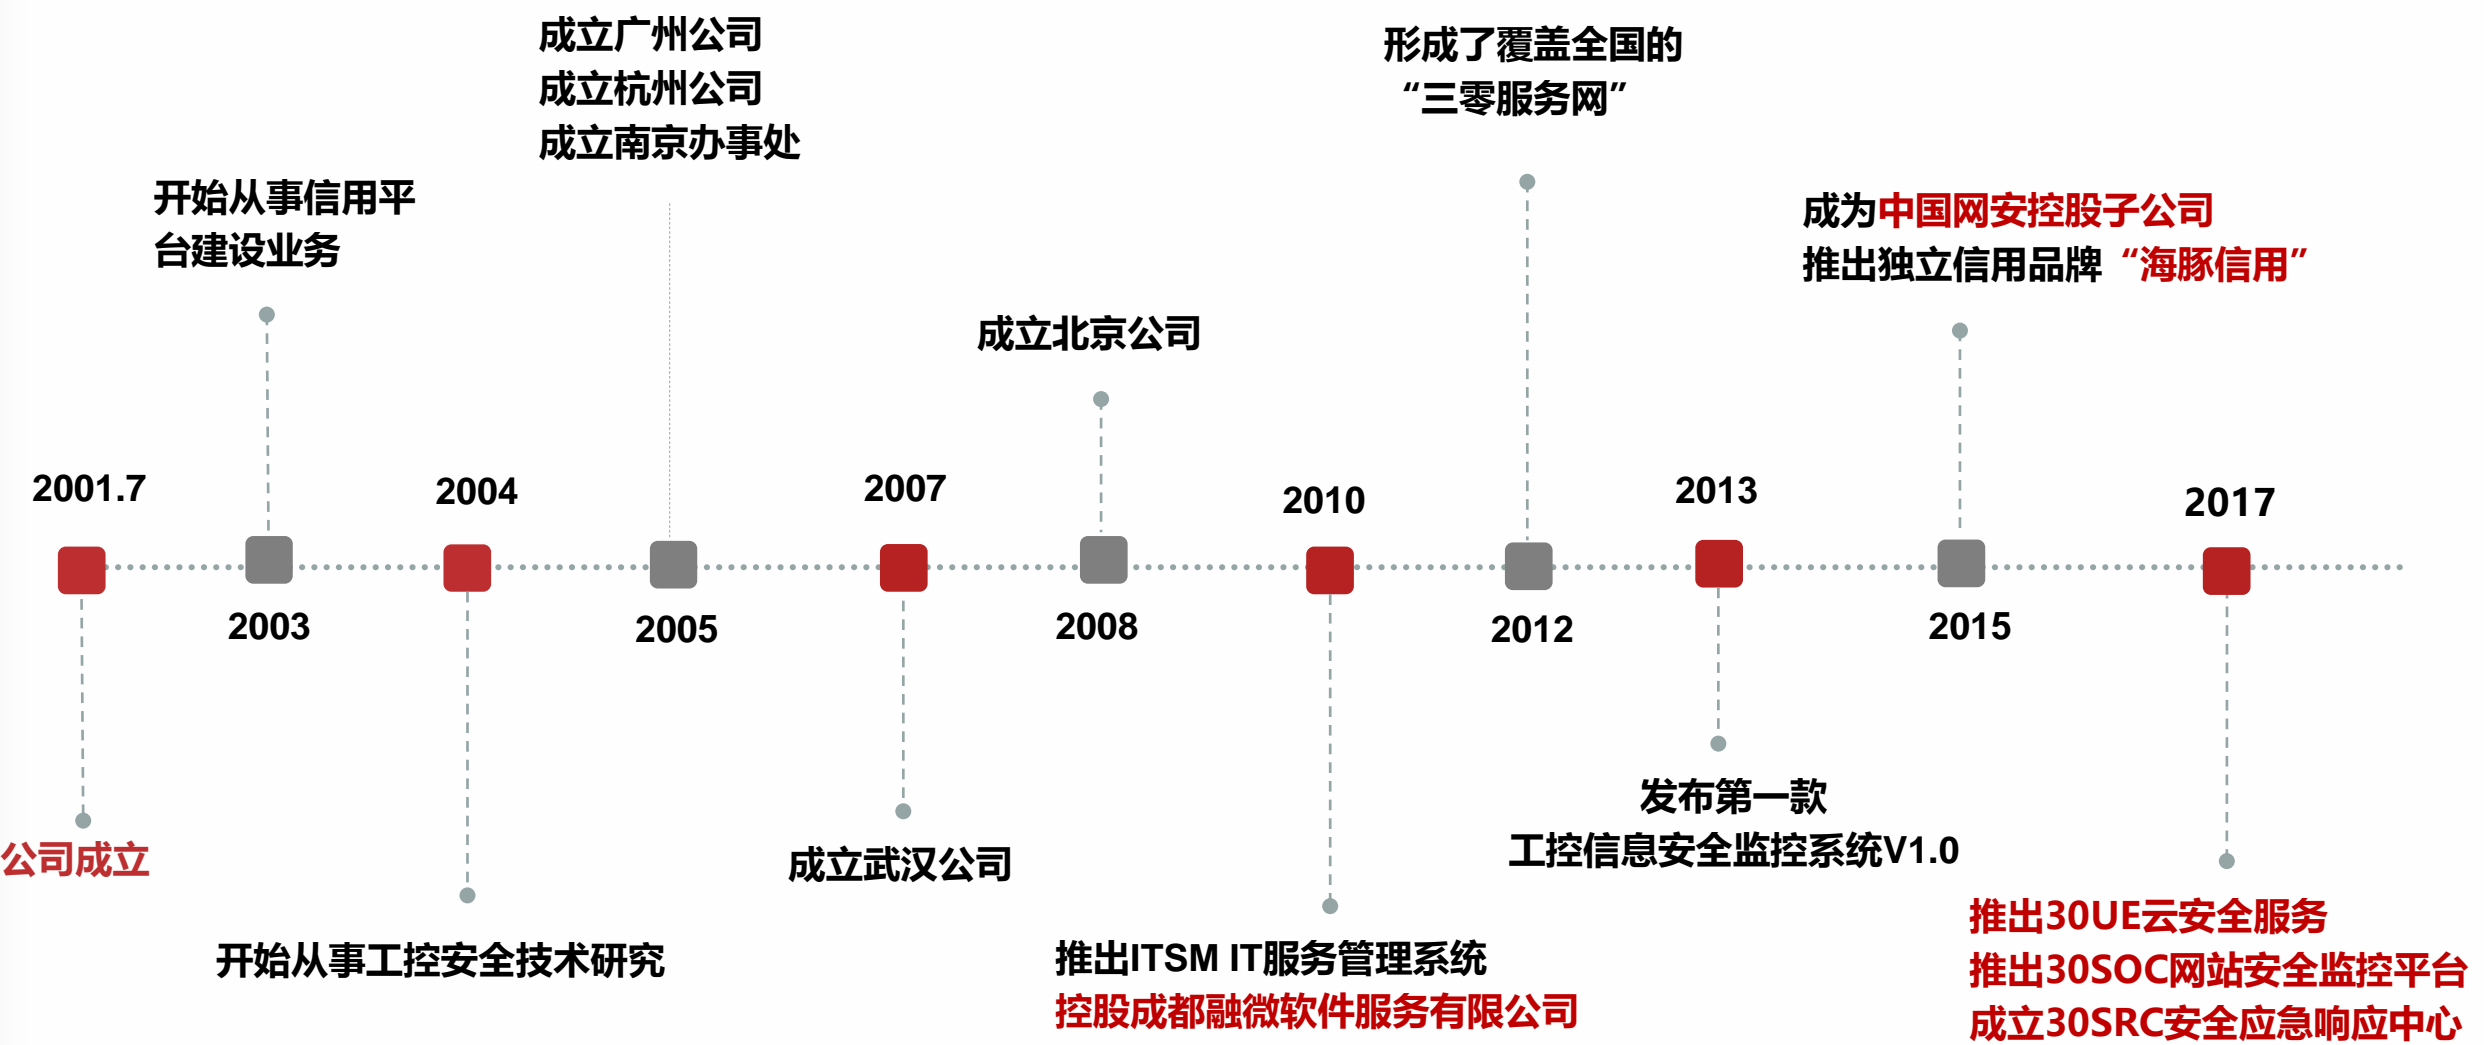 成立广州公司
成立杭州公司
成立南京办事处
形成了覆盖全国的
“三零服务网”
开始从事信用平
台建设业务
成为中国网安控股子公司
推出独立信用品牌“海豚信用”
成立北京公司
2001.7
2004
2007
2010
2013
2017
2003
2005
2008
2012
2015
公司成立
成立武汉公司
发布第一款
工控信息安全监控系统V1.0
开始从事工控安全技术研究
推出ITSM IT服务管理系统
控股成都融微软件服务有限公司
推出30UE云安全服务
推出30SOC网站安全监控平台
成立30SRC安全应急响应中心